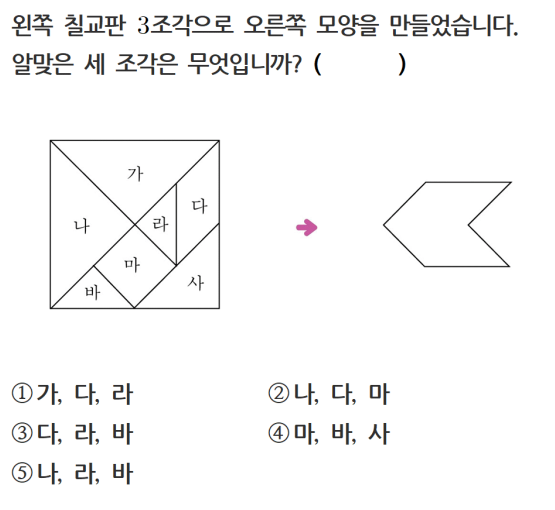 왼쪽 칠교판 3조각으로 오른쪽 모양을 만들었습니다.
알맞은 세 조각은 무엇입니까? (          )
가
나
다
라
마
바
사
①가, 다, 라
②나, 다, 마
③다, 라, 바
④마, 바, 사
⑤나, 라, 바